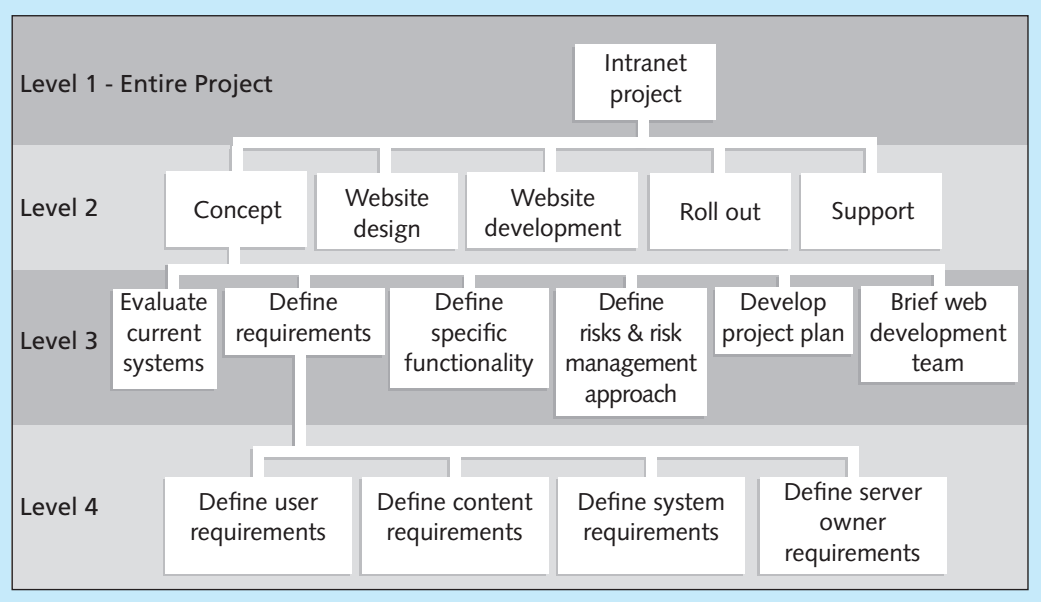 Level 1 - Entire Project
Intranet
project
Level 2
Concept
Website
design
Website
development
Roll out
Support
Level 3
Evaluate
current
systems
Define
requirements
Define
specific
functionality
Define
risks & risk
management
approach
Develop
project plan
Brief web
development
team
Level 4
Define user
requirements
Define content
requirements
Define system
requirements
Define server
owner
requirements